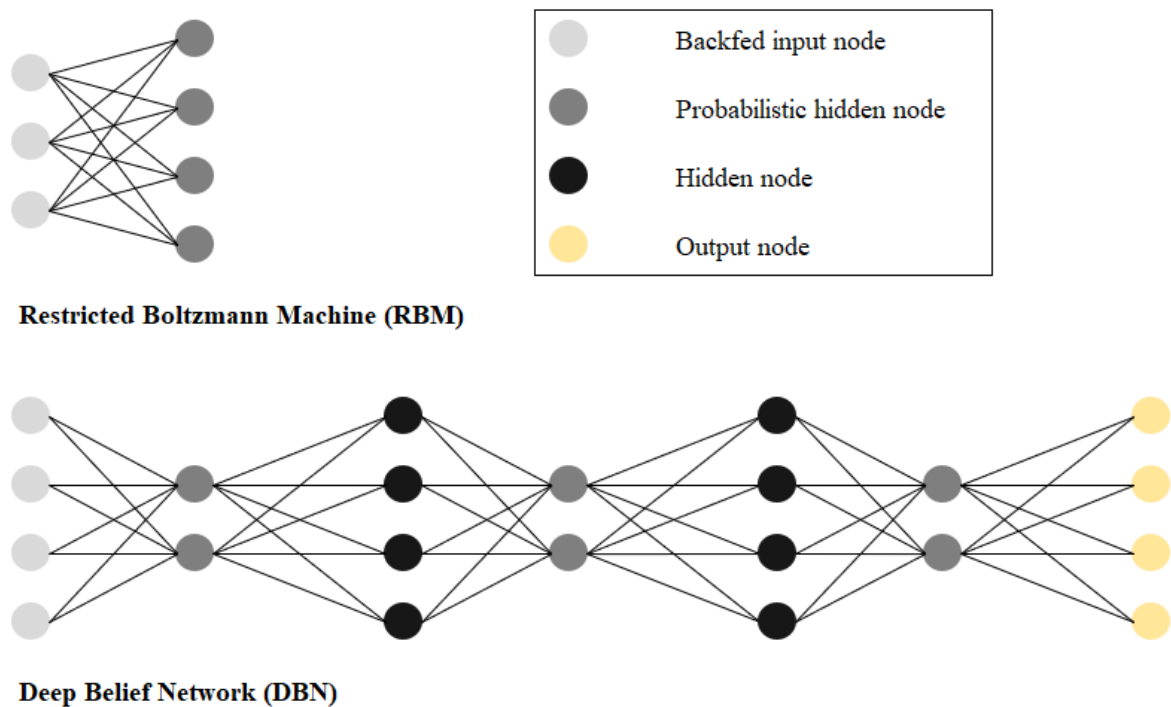 Backfed input node
Probabilistic hidden node
Hidden node
Output node
Restricted Boltzmann Machine (RBM)
Deep Belief Network (DBN)